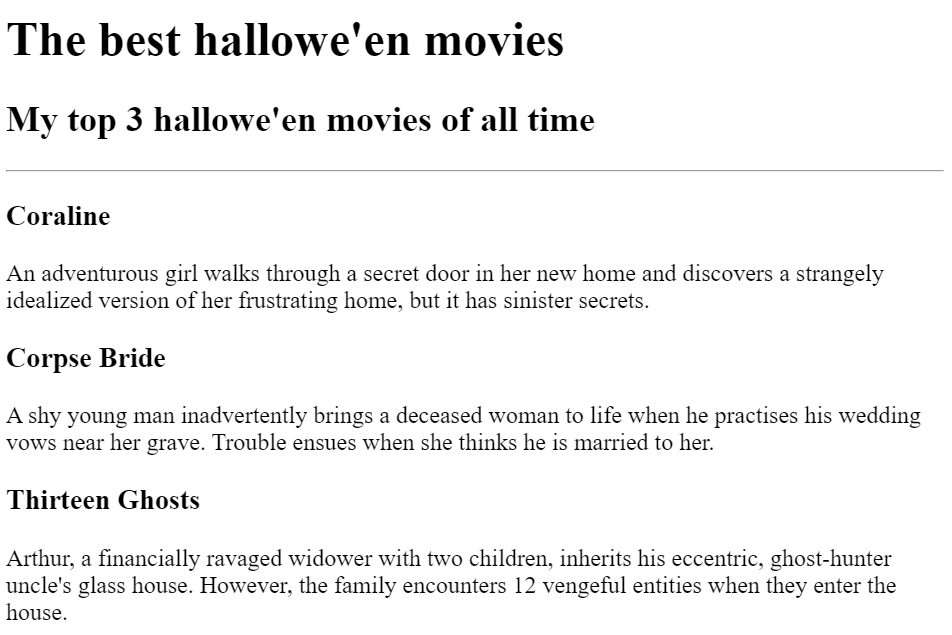 The best hallowe'en movies
My top 3 hallowe'en movies of all time
Coraline
An adventurous girl walks through a secret door in her new home and discovers a strangely
idealized version of her frustrating home, but it has sinister secrets.
Corpse Bride
A shy young man inadvertently brings a deceased woman to life when he practises his wedding
vows near her grave. Trouble ensues when she thinks he is married to her.
Thirteen Ghosts
Arthur, a financially ravaged widower with two children, inherits his eccentric, ghost-hunter
uncle's glass house. However, the family encounters 12 vengeful entities when they enter the
house.